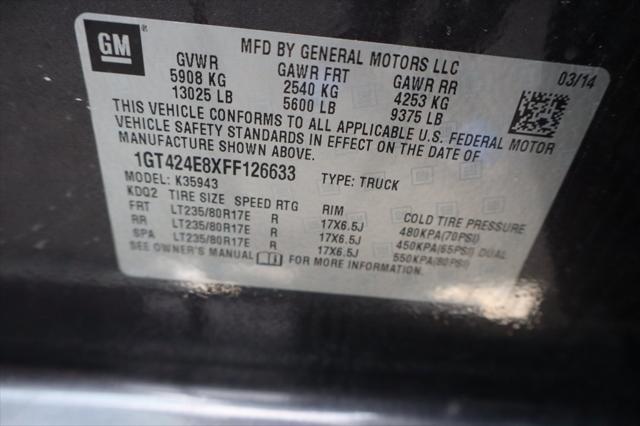 GM
MFD BY GENERAL MOTORS LLC
03/14
GVWR GAWR FRT GAWR RR
5908 KG 2540 KG 4253 KG
13025 LB 5600 LB 9375 LB
THIS VEHICLE CONFORMS TO ALL APPLICABLE U.S. FEDERAL MOTOR
VEHICLE SAFETY STANDARDS IN EFFECT ON THE DATE OF
MANUFACTURE SHOWN ABOVE.
1GT424E8XFF126633 TYPE: TRUCK
MODEL: K35943
KDQ2 TIRE SIZE SPEED RTG RIM COLD TIRE PRESSURE
FRT LT235/80R17E R 17X6.5J 480KPA(70PSI)
RR LT235/80R17E R 17X6.5J 450KPA(65PSI) DUAL
SPA LT235/80R17E R 17X6.5J 550KPA(80PSI)
SEE OWNER'S MANUAL FOR MORE INFORMATION.